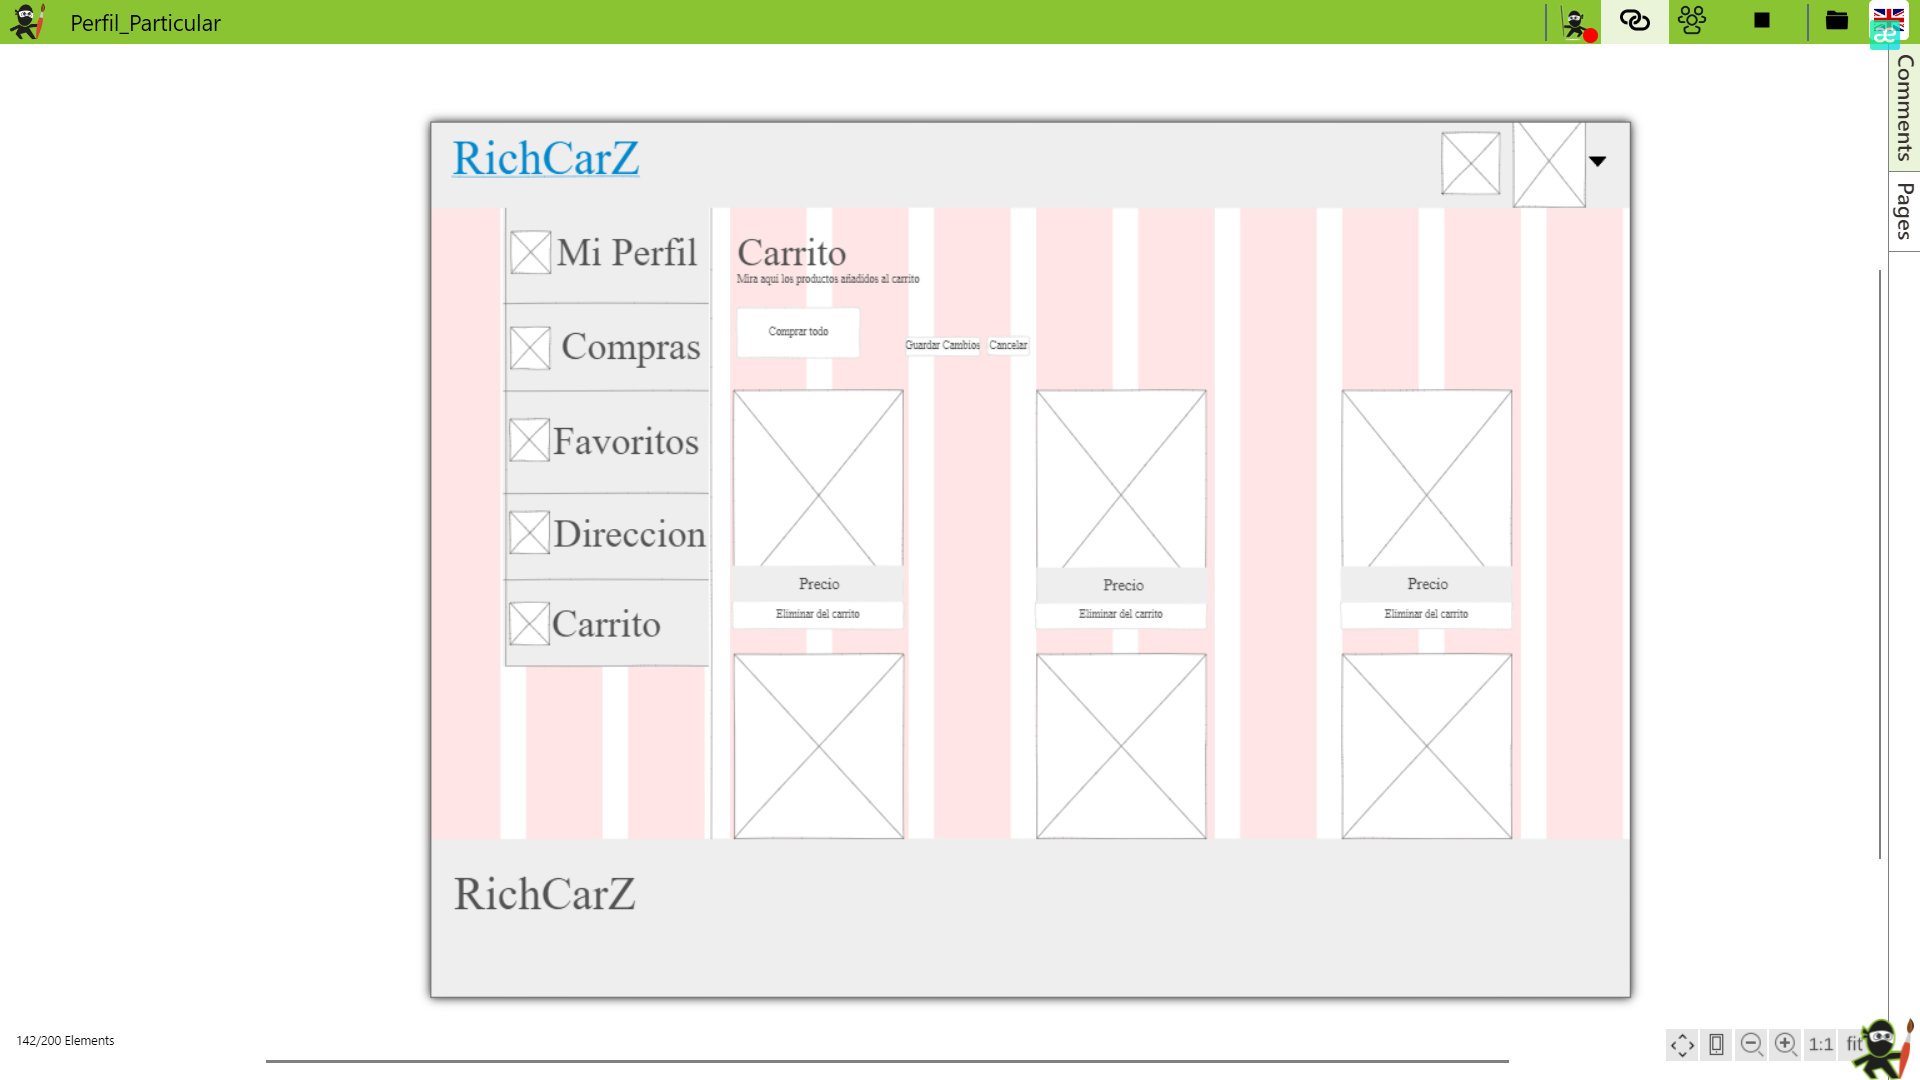 Perfil_Particular
æ
Comments
Pages
RichCarZ
Mi Perfil
Compras
Favoritos
Direccion
Carrito
Carrito
Mira aqui los productos añadidos al carrito
Comprar todo
Guardar Cambios
Cancelar
Precio
Precio
Precio
Eliminar del carrito
Eliminar del carrito
Eliminar del carrito
RichCarZ
142/200 Elements
1:1
fit